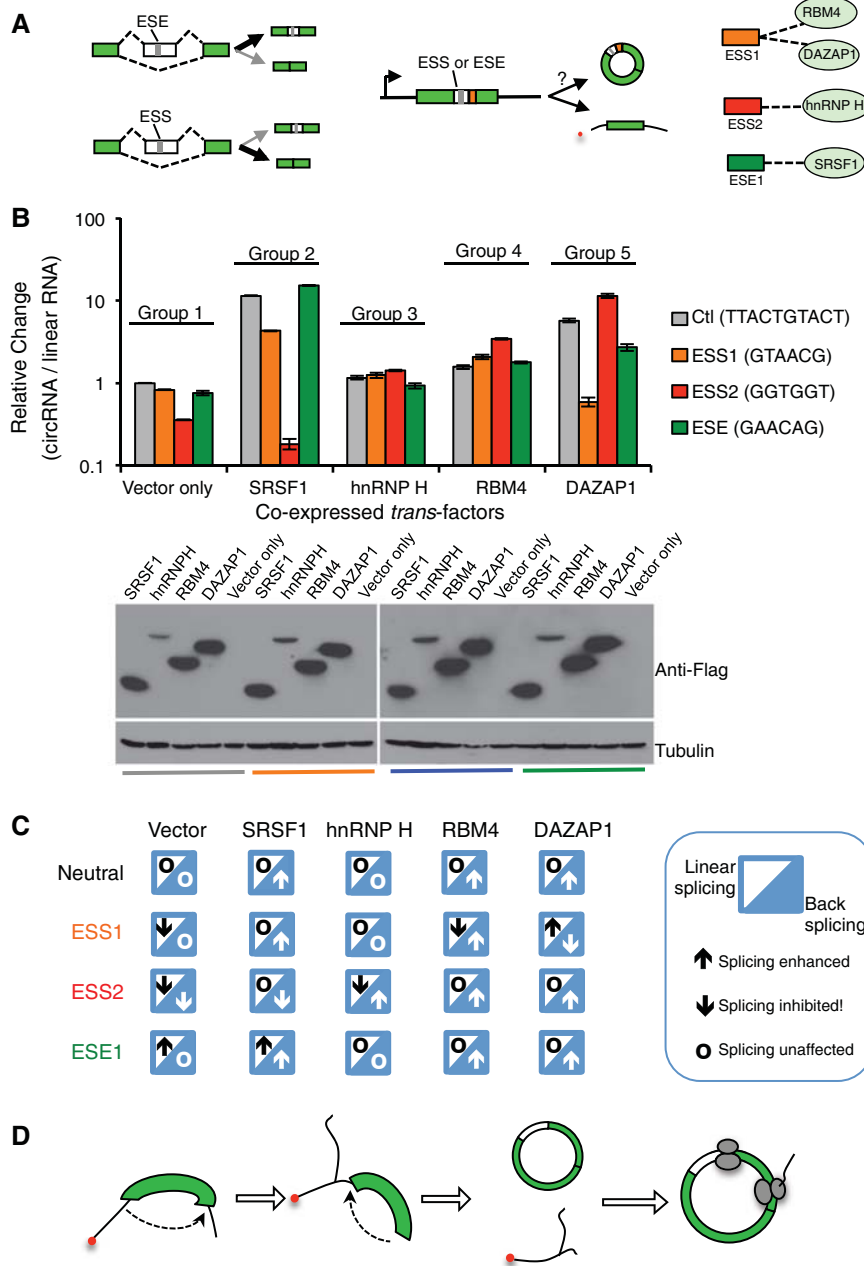 A
ESE
ESS
ESS or ESE
?
ESS1
RBM4
DAZAP1
ESS2
hnRNP H
ESE1
SRSF1
B
Relative Change
(circRNA / linear RNA)
100
10
1
0.1
Group 1
Group 2
Group 3
Group 4
Group 5
Ctl (TTACTGTACT)
ESS1 (GTAACG)
ESS2 (GGTGGT)
ESE (GAACAG)
Vector only SRSF1 hnRNP H RBM4 DAZAP1
Co-expressed trans-factors
SRSF1 hnRNPH RBM4 DAZAP1 Vector only SRSF1 hnRNPH RBM4 DAZAP1 Vector only SRSF1 hnRNPH RBM4 DAZAP1 Vector only SRSF1 hnRNPH RBM4 DAZAP1 Vector only
Anti-Flag
Tubulin
C
Vector SRSF1 hnRNP H RBM4 DAZAP1
Neutral O O O O O O O O O O
ESS1 O O O O
ESS2 O O O
ESE1 O O O O O
Linear
splicing
Back
splicing
Splicing enhanced
Splicing inhibited!
O Splicing unaffected
D